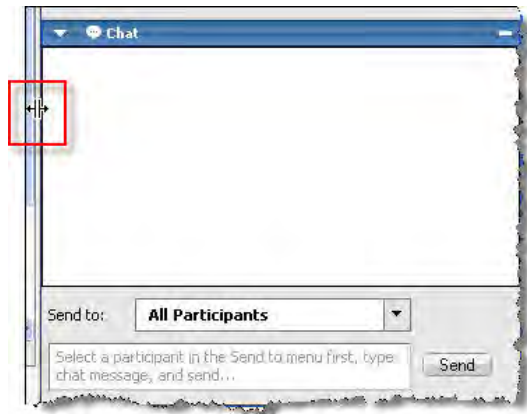 Chat
Send to:
All Participants
Select a participant in the Send to menu first, type
chat message, and send...
Send